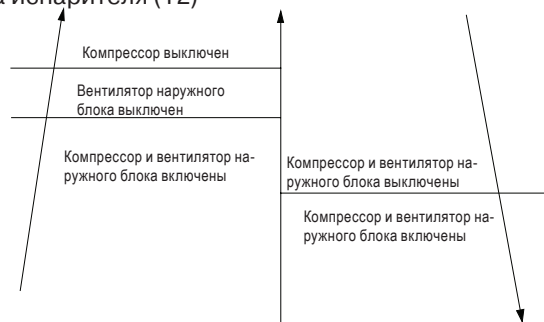 испарителя (T2)
Компрессор выключен
Вентилятор наружного
блока выключен
Компрессор и вентилятор на-
ружного блока включены
Компрессор и вентилятор на-
ружного блока выключены
Компрессор и вентилятор на-
ружного блока включены